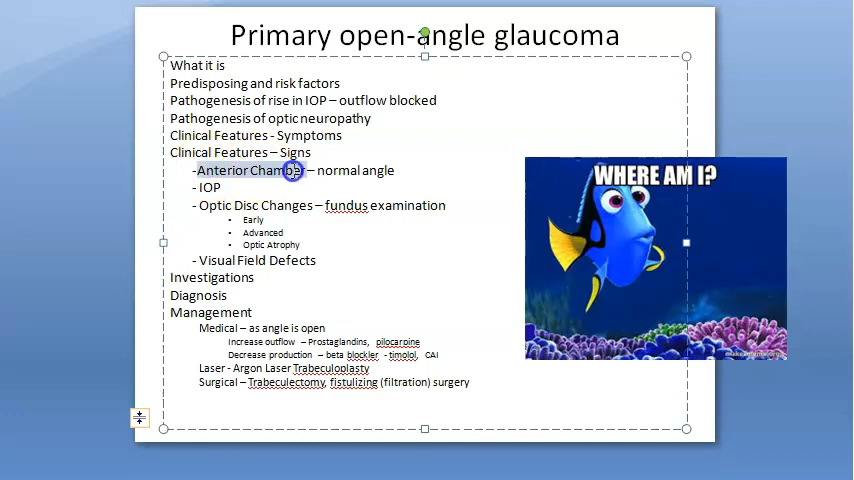 Primary open-angle glaucoma
What it is
Predisposing and risk factors
Pathogenesis of rise in IOP – outflow blocked
Pathogenesis of optic neuropathy
Clinical Features - Symptoms
Clinical Features – Signs
-Anterior Chamber – normal angle
- IOP
- Optic Disc Changes – fundus examination
• Early
• Advanced
• Optic Atrophy
- Visual Field Defects
Investigations
Diagnosis
Management
Medical – as angle is open
Increase outflow – Prostaglandins, pilocarpine
Decrease production – beta blockler - timolol, CAI
Laser - Argon Laser Trabeculoplasty
Surgical – Trabeculectomy, fistulizing (filtration) surgery
WHERE AM I?